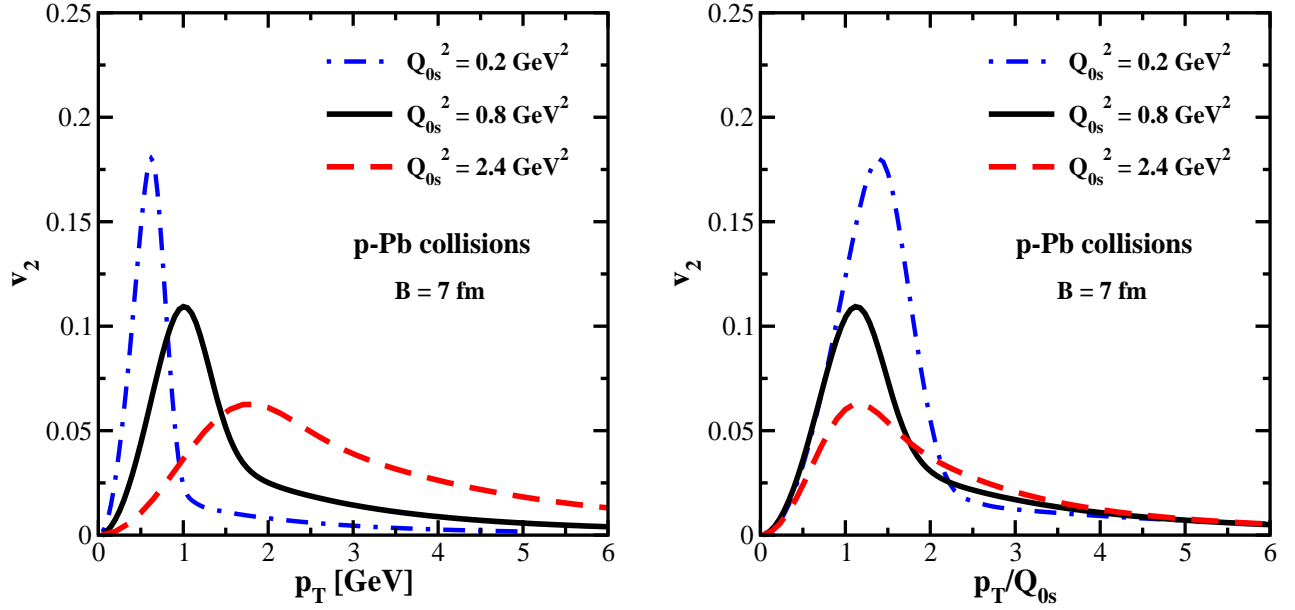 0.25
0.2
0.15
0.1
0.05
0
v₂
Q₀ₛ² = 0.2 GeV²
Q₀ₛ² = 0.8 GeV²
Q₀ₛ² = 2.4 GeV²
p-Pb collisions
B = 7 fm
0 1 2 3 4 5 6
p_T [GeV]
0.25
0.2
0.15
0.1
0.05
0
v₂
Q₀ₛ² = 0.2 GeV²
Q₀ₛ² = 0.8 GeV²
Q₀ₛ² = 2.4 GeV²
p-Pb collisions
B = 7 fm
0 1 2 3 4 5 6
p_T/Q₀ₛ